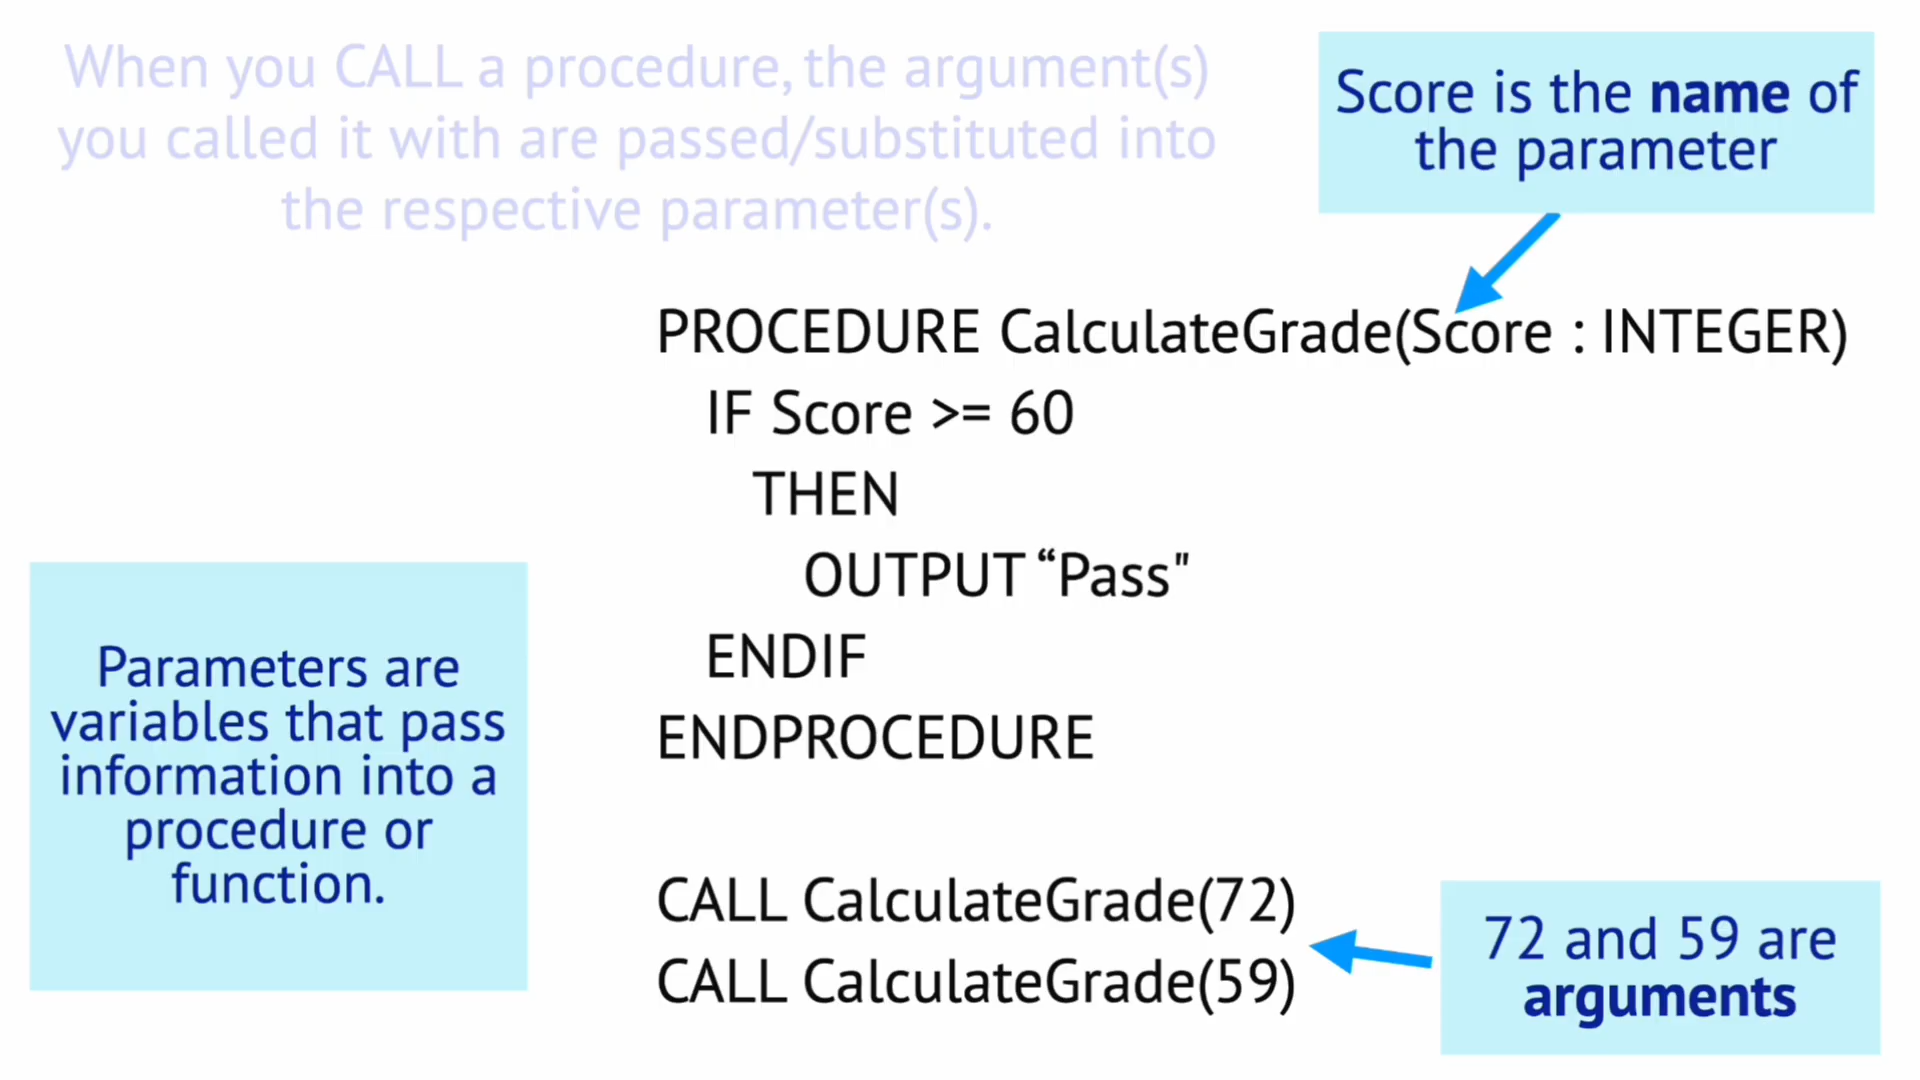 When you CALL a procedure, the argument(s)
you called it with are passed/substituted into
the respective parameter(s).
Score is the name of
the parameter
PROCEDURE CalculateGrade(Score : INTEGER)
IF Score >= 60
THEN
OUTPUT “Pass"
ENDIF
ENDPROCEDURE
Parameters are
variables that pass
information into a
procedure or
function.
CALL CalculateGrade(72)
CALL CalculateGrade(59)
72 and 59 are
arguments